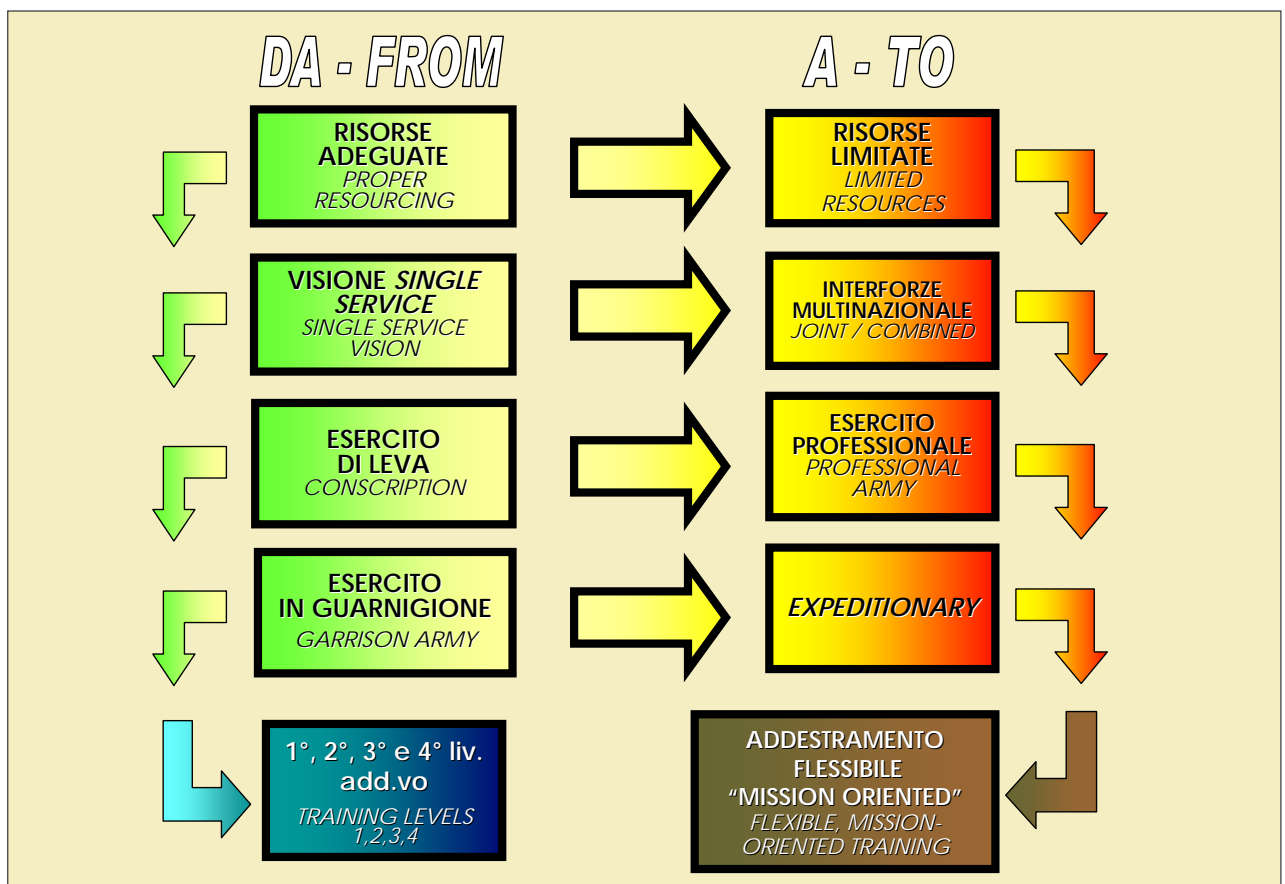 DA - FROM
A - TO
RISORSE
ADEGUATE
PROPER
RESOURCING
RISORSE
LIMITATE
LIMITED
RESOURCES
VISIONE SINGLE
SERVICE
SINGLE SERVICE
VISION
INTERFORZE
MULTINAZIONALE
JOINT / COMBINED
ESERCITO
DI LEVA
CONSCRIPTION
ESERCITO
PROFESSIONALE
PROFESSIONAL
ARMY
ESERCITO
IN GUARNIGIONE
GARRISON ARMY
EXPEDITIONARY
1°, 2°, 3° e 4° liv.
add.vo
TRAINING LEVELS
1,2,3,4
ADDESTRAMENTO
FLESSIBILE
“MISSION ORIENTED”
FLEXIBLE, MISSION-
ORIENTED TRAINING